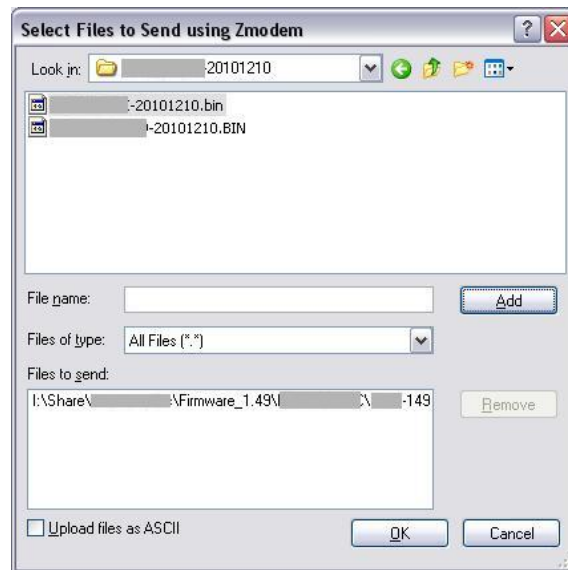 Select Files to Send using Zmodem
Look in: -20101210
-20101210.bin
-20101210.BIN
File name:
Add
Files of type: All Files (*.*)
Files to send:
I:\Share\ \Firmware_1.49\ \ -149
Remove
Upload files as ASCII
OK
Cancel